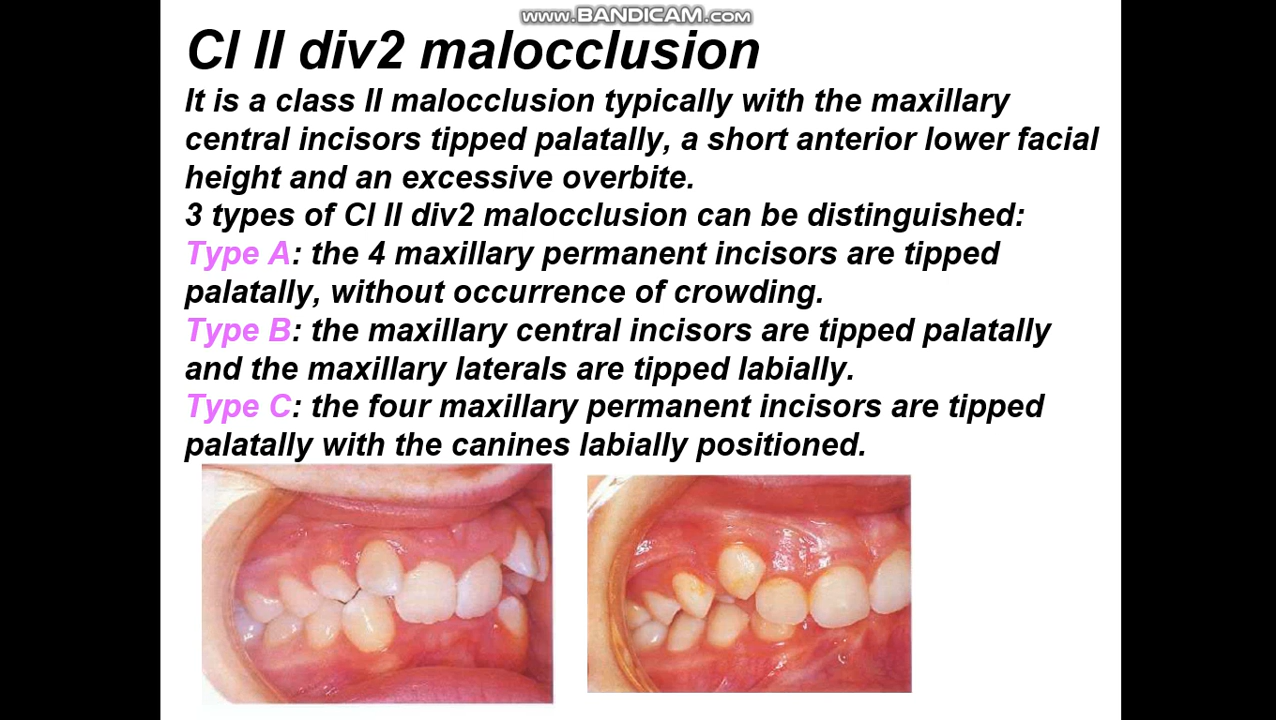 www.BANDICAM.com
Cl II div2 malocclusion
It is a class II malocclusion typically with the maxillary
central incisors tipped palatally, a short anterior lower facial
height and an excessive overbite.
3 types of Cl II div2 malocclusion can be distinguished:
Type A: the 4 maxillary permanent incisors are tipped
palatally, without occurrence of crowding.
Type B: the maxillary central incisors are tipped palatally
and the maxillary laterals are tipped labially.
Type C: the four maxillary permanent incisors are tipped
palatally with the canines labially positioned.